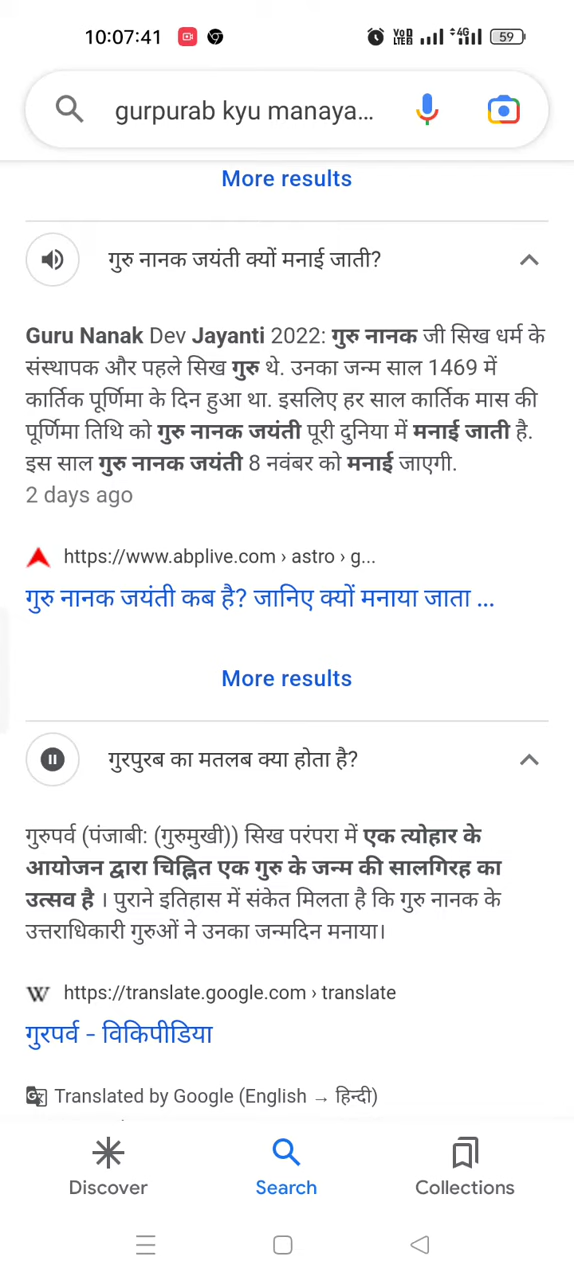 10:07:41 VoD LTE2 4G 59
gurpurab kyu manaya...
More results
गुरु नानक जयंती क्यों मनाई जाती?
Guru Nanak Dev Jayanti 2022: गुरु नानक जी सिख धर्म के
संस्थापक और पहले सिख गुरु थे. उनका जन्म साल 1469 में
कार्तिक पूर्णिमा के दिन हुआ था. इसलिए हर साल कार्तिक मास की
पूर्णिमा तिथि को गुरु नानक जयंती पूरी दुनिया में मनाई जाती है.
इस साल गुरु नानक जयंती 8 नवंबर को मनाई जाएगी.
2 days ago
https://www.abplive.com › astro › g...
गुरु नानक जयंती कब है? जानिए क्यों मनाया जाता ...
More results
गुरपुरब का मतलब क्या होता है?
गुरुपर्व (पंजाबी: (गुरुमुखी)) सिख परंपरा में एक त्योहार के
आयोजन द्वारा चिह्नित एक गुरु के जन्म की सालगिरह का
उत्सव है । पुराने इतिहास में संकेत मिलता है कि गुरु नानक के
उत्तराधिकारी गुरुओं ने उनका जन्मदिन मनाया।
W https://translate.google.com › translate
गुरपर्व - विकिपीडिया
Translated by Google (English → हिन्दी)
Discover Search Collections